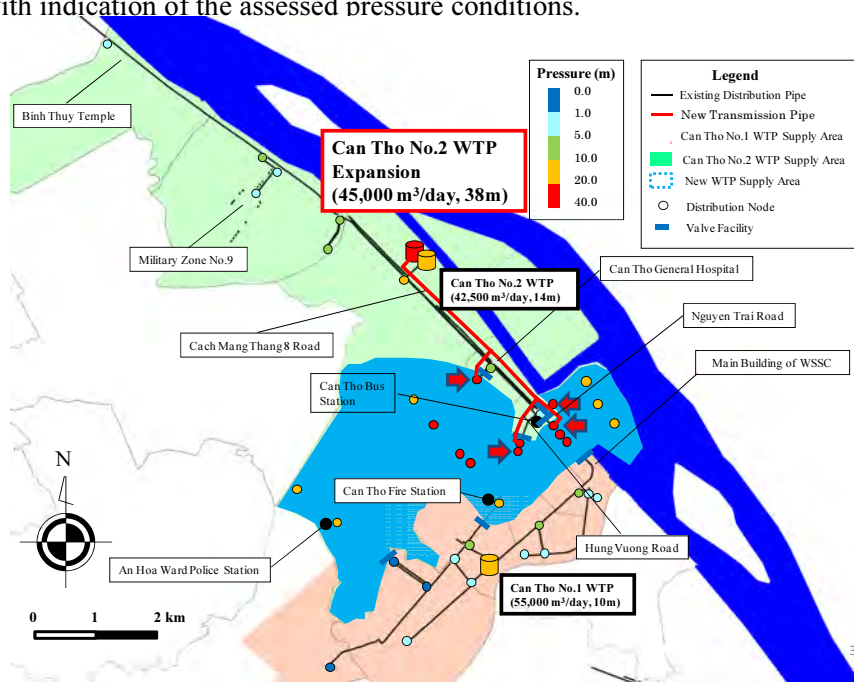 with indication of the assessed pressure conditions.
Pressure (m)
0.0
1.0
5.0
10.0
20.0
40.0
Legend
Existing Distribution Pipe
New Transmission Pipe
Can Tho No.1 WTP Supply Area
Can Tho No.2 WTP Supply Area
New WTP Supply Area
Distribution Node
Valve Facility
Binh Thuy Temple
Can Tho No.2 WTP
Expansion
(45,000 m³/day, 38m)
Military Zone No.9
Can Tho General Hospital
Can Tho No.2 WTP
(42,500 m³/day, 14m)
Nguyen Trai Road
Cach Mang Thang 8 Road
Main Building of WSSC
Can Tho Bus
Station
N
Can Tho Fire Station
Hung Vuong Road
An Hoa Ward Police Station
Can Tho No.1 WTP
(55,000 m³/day, 10m)
0 1 2 km
3